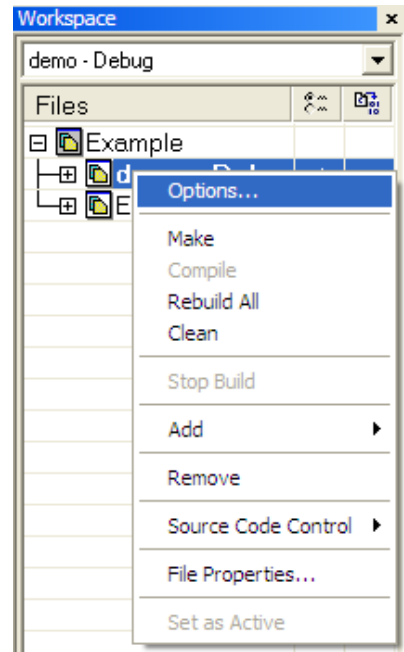 Workspace
demo - Debug
Files
Example
d
E
Options...
Make
Compile
Rebuild All
Clean
Stop Build
Add
Remove
Source Code Control
File Properties...
Set as Active